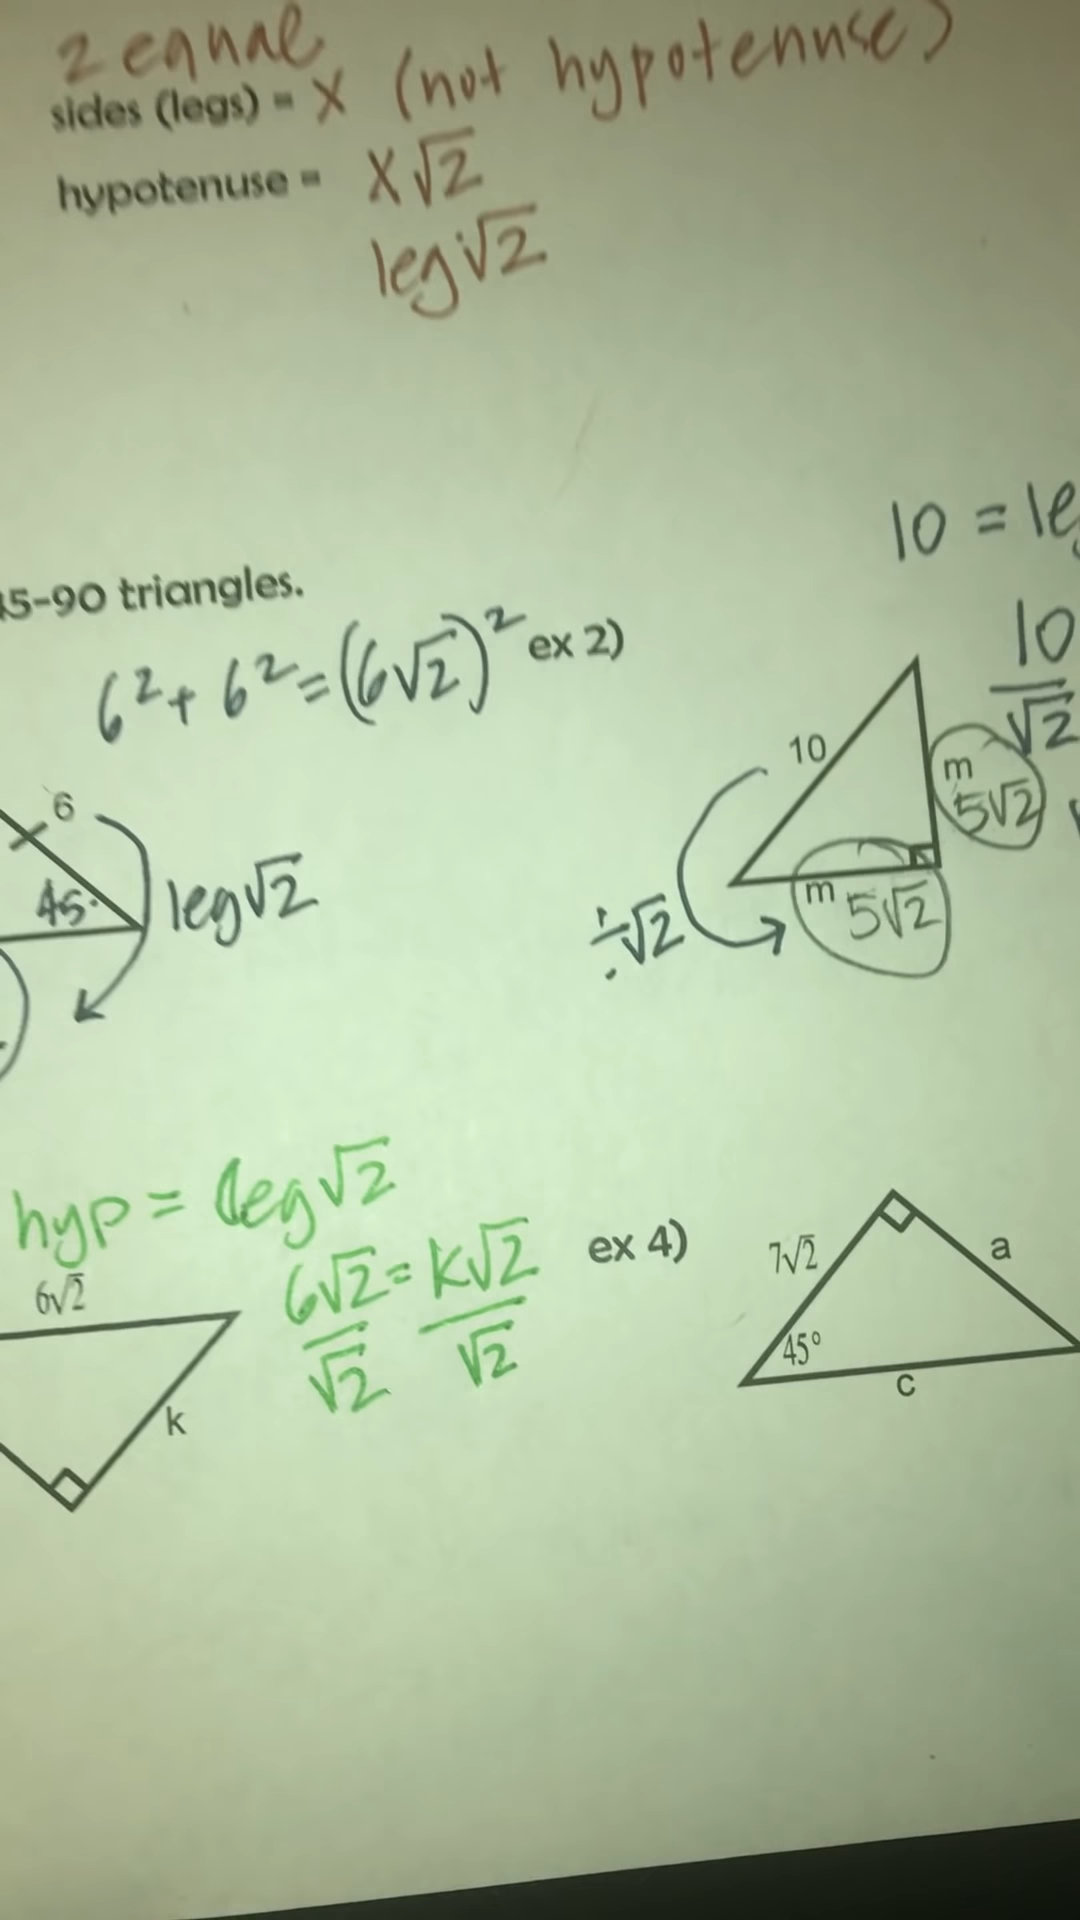 2 equal
sides (legs) = x (not hypotenuse)
hypotenuse = x√2
leg√2
10 =
45-90 triangles.
6² + 6² = (6√2)²
ex 2)
10
√2
10
m
5√2
m
5√2
÷√2
6
45°
leg√2
hyp = leg√2
6√2
6√2 = k√2
√2 √2
k
ex 4)
7√2
a
45°
c